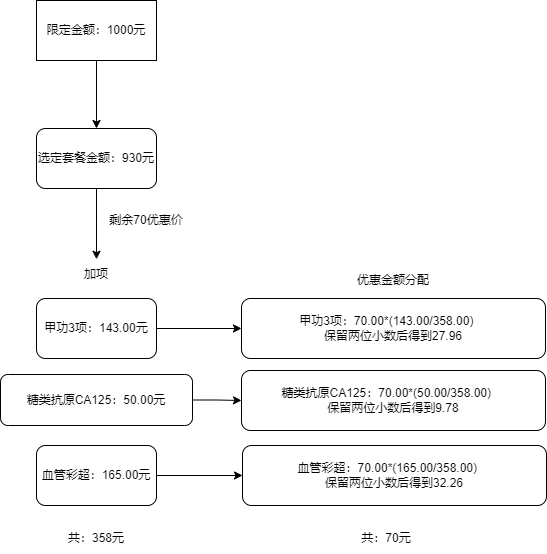 限定金额：1000元
选定套餐金额：930元
剩余70优惠价
加项
优惠金额分配
甲功3项：143.00元
甲功3项：70.00*(143.00/358.00)
保留两位小数后得到27.96
糖类抗原CA125：50.00元
糖类抗原CA125：70.00*(50.00/358.00)
保留两位小数后得到9.78
血管彩超：165.00元
血管彩超：70.00*(165.00/358.00)
保留两位小数后得到32.26
共：358元
共：70元